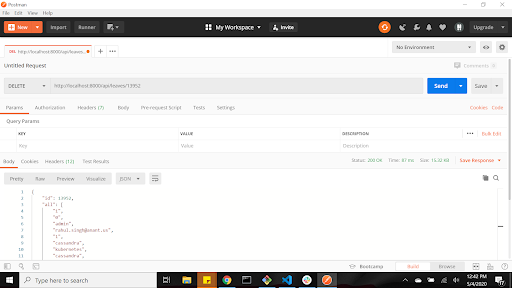 Postman
File Edit View Help
New Import Runner My Workspace Invite Upgrade
DEL http://localhost:8000/api/leaves... No Environment
Untitled Request Comments 0
DELETE http://localhost:8000/api/leaves/13952 Send Save
Params Authorization Headers (7) Body Pre-request Script Tests Settings Cookies Code
Query Params
KEY VALUE DESCRIPTION Bulk Edit
Key Value Description
Body Cookies Headers (12) Test Results Status: 200 OK Time: 87 ms Size: 15.32 KB Save Response
Pretty Raw Preview Visualize JSON
1 {
2 "id": 13952,
3 "all": [
4 "1",
5
6 "admin",
7 "rahul.singh@anant.us",
8 "1",
9 "cassandra",
10 "kubernetes",
11 "cassandra",
Bootcamp Build Browse
Type here to search 12:42 PM
5/4/2020